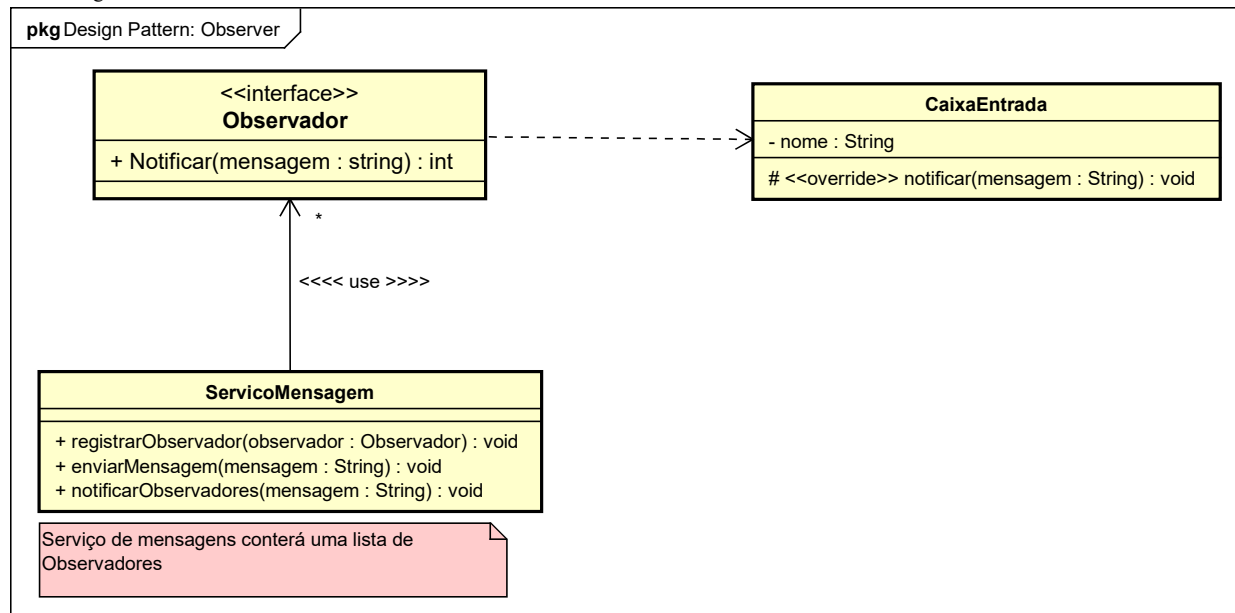 pkg Design Pattern: Observer
<<interface>>
Observador
+ Notificar(mensagem : string) : int
CaixaEntrada
- nome : String
# <<override>> notificar(mensagem : String) : void
*
<<<< use >>>>
ServicoMensagem
+ registrarObservador(observador : Observador) : void
+ enviarMensagem(mensagem : String) : void
+ notificarObservadores(mensagem : String) : void
Serviço de mensagens conterá uma lista de
Observadores